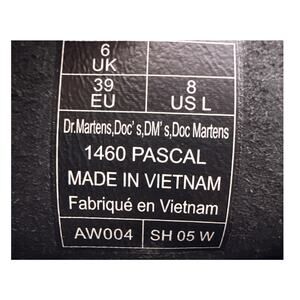 6
UK
39 8
EU US L
Dr.Martens,Doc's,DM's,Doc Martens
1460 PASCAL
MADE IN VIETNAM
Fabriqué en Vietnam
AW004 SH 05 W